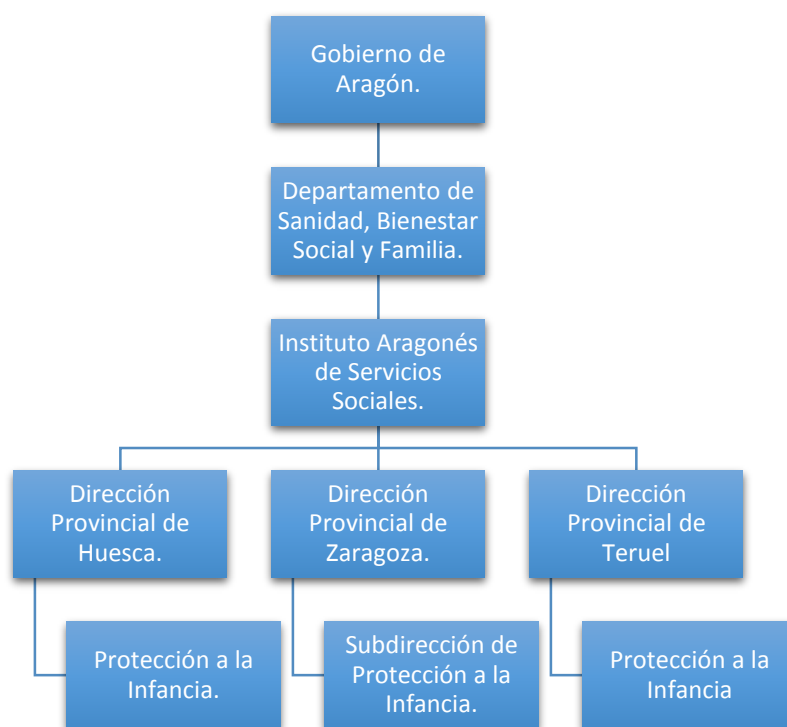 Gobierno de
Aragón.
Departamento de
Sanidad, Bienestar
Social y Familia.
Instituto Aragonés
de Servicios
Sociales.
Dirección
Provincial de
Huesca.
Dirección
Provincial de
Zaragoza.
Dirección
Provincial de
Teruel
Protección a la
Infancia.
Subdirección de
Protección a la
Infancia.
Protección a la
Infancia